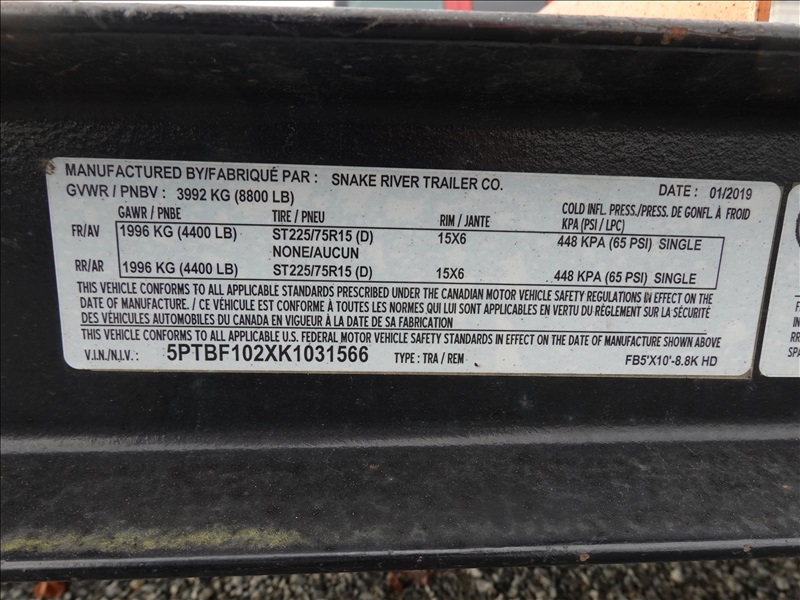 MANUFACTURED BY/FABRIQUÉ PAR : SNAKE RIVER TRAILER CO.
GVWR / PNBV : 3992 KG (8800 LB) DATE : 01/2019
GAWR / PNBE TIRE / PNEU RIM / JANTE COLD INFL. PRESS./PRESS. DE GONFL. À FROID
KPA (PSI / LPC)
FR/AV 1996 KG (4400 LB) ST225/75R15 (D) 15X6 448 KPA (65 PSI) SINGLE
NONE/AUCUN
RR/AR 1996 KG (4400 LB) ST225/75R15 (D) 15X6 448 KPA (65 PSI) SINGLE
THIS VEHICLE CONFORMS TO ALL APPLICABLE STANDARDS PRESCRIBED UNDER THE CANADIAN MOTOR VEHICLE SAFETY REGULATIONS IN EFFECT ON THE
DATE OF MANUFACTURE. / CE VÉHICULE EST CONFORME À TOUTES LES NORMES QUI LUI SONT APPLICABLES EN VERTU DU RÈGLEMENT SUR LA SÉCURITÉ
DES VÉHICULES AUTOMOBILES DU CANADA EN VIGUEUR À LA DATE DE SA FABRICATION
THIS VEHICLE CONFORMS TO ALL APPLICABLE U.S. FEDERAL MOTOR VEHICLE SAFETY STANDARDS IN EFFECT ON THE DATE OF MANUFACTURE SHOWN ABOVE
V.I.N./N.I.V.: 5PTBF102XK1031566 TYPE : TRA / REM FB5'X10'-8.8K HD